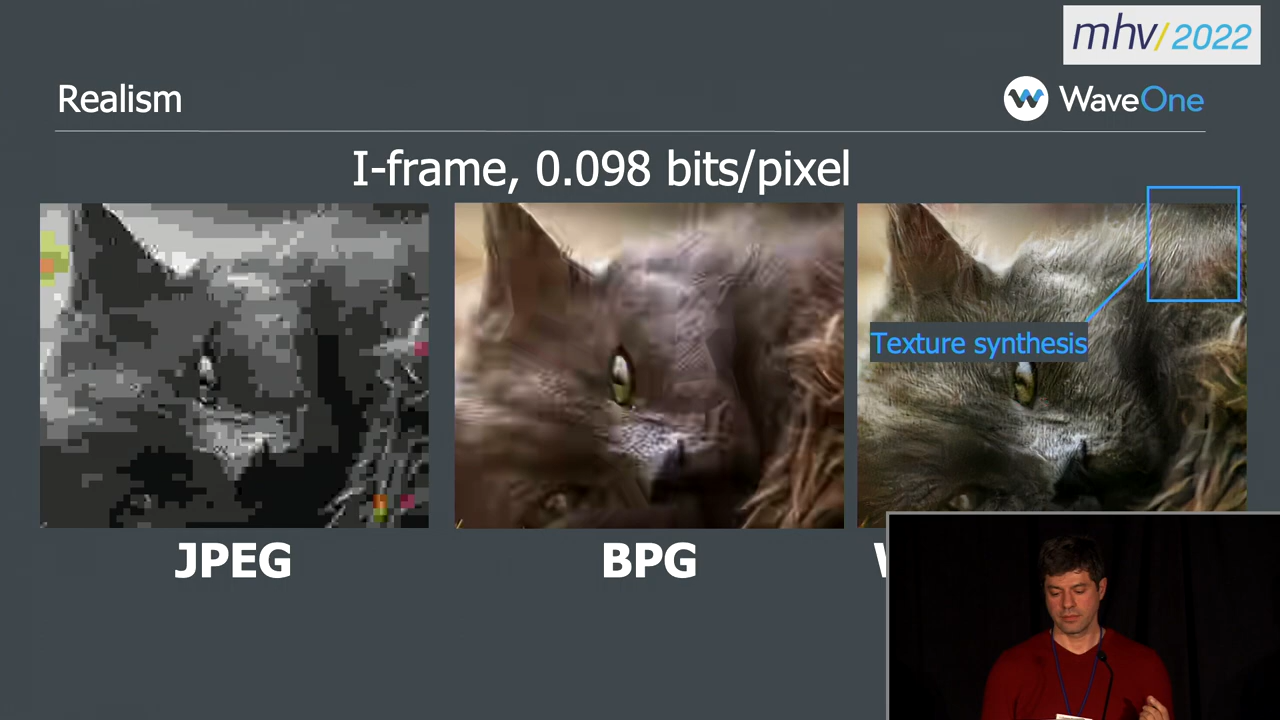 mhv/2022
Realism
WaveOne
I-frame, 0.098 bits/pixel
Texture synthesis
JPEG
BPG